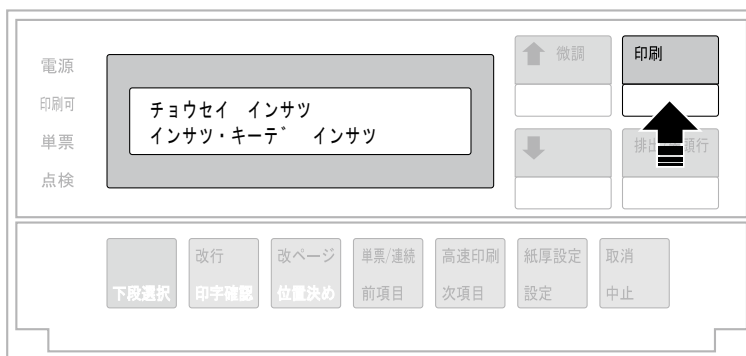 電源
印刷可
単票
点検
チョウセイ インサツ
インサツ・キーデ インサツ
微調
印刷
排出
頭行
下段選択
改行
印字確認
改ページ
位置決め
単票/連続
前項目
高速印刷
次項目
紙厚設定
設定
取消
中止